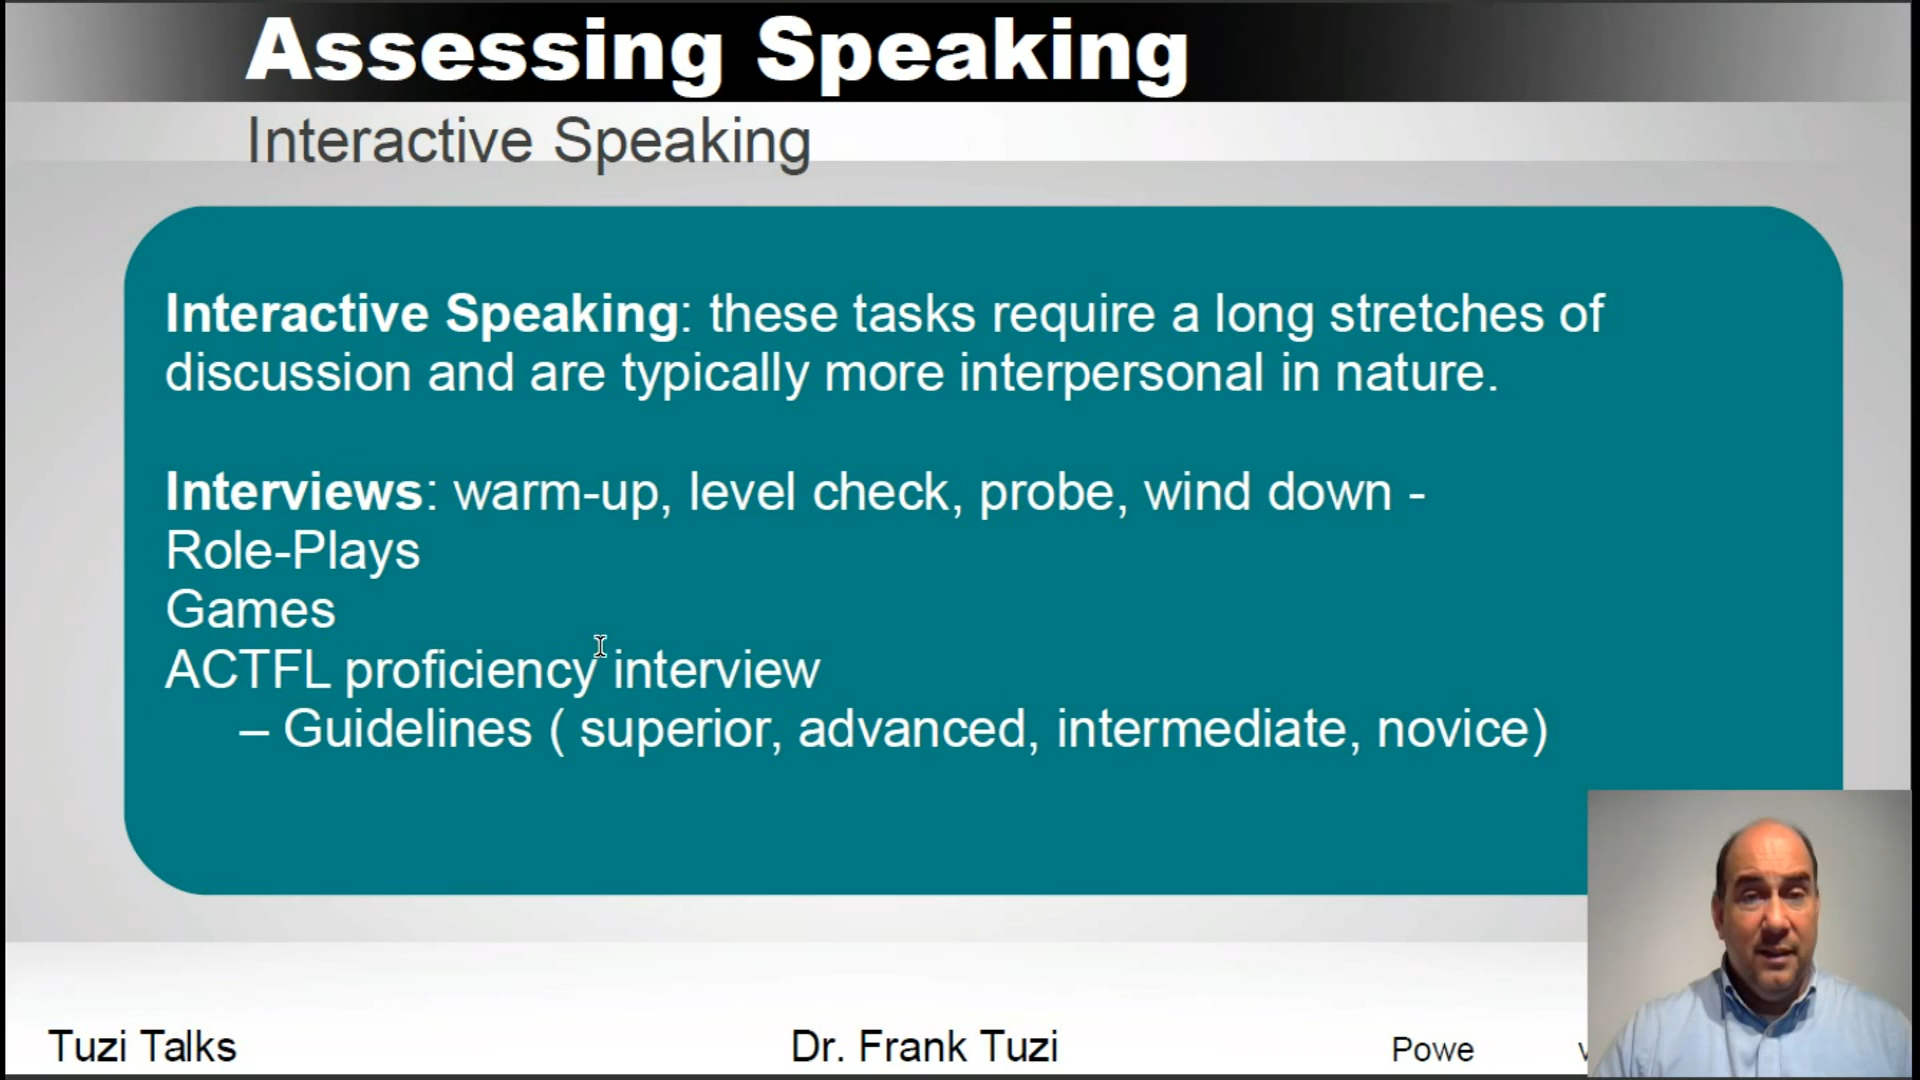 Assessing Speaking
Interactive Speaking
Interactive Speaking: these tasks require a long stretches of
discussion and are typically more interpersonal in nature.
Interviews: warm-up, level check, probe, wind down -
Role-Plays
Games
ACTFL proficiency interview
– Guidelines ( superior, advanced, intermediate, novice)
Tuzi Talks
Dr. Frank Tuzi
Powe